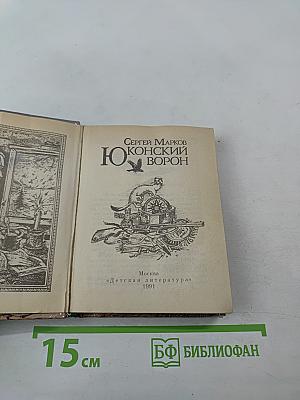 Сергей Марков
Юконский
ворон
Москва
«Детская литература»
1991
15 см
БФ БИБЛИОФАН